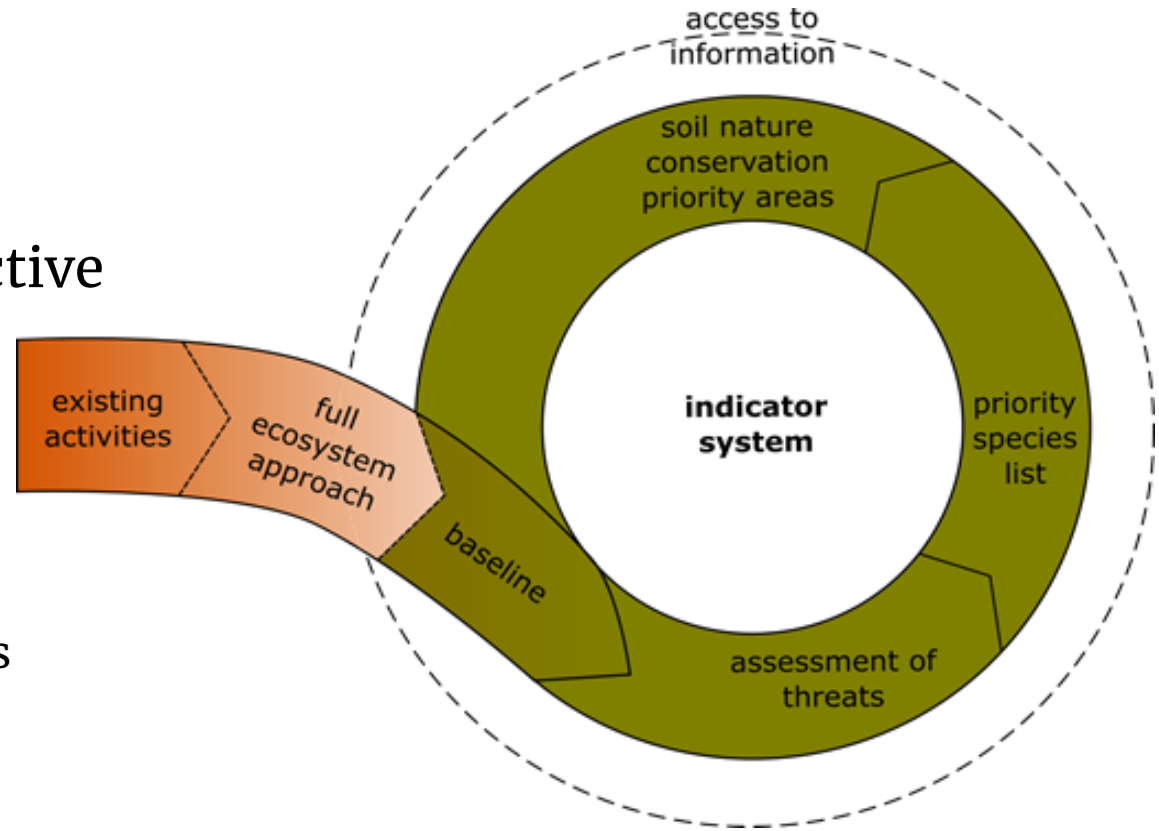 access to
information
soil nature
conservation
priority areas
ctive
existing
activities
full
ecosystem
approach
indicator
system
priority
species
list
baseline
s
assessment of
threats